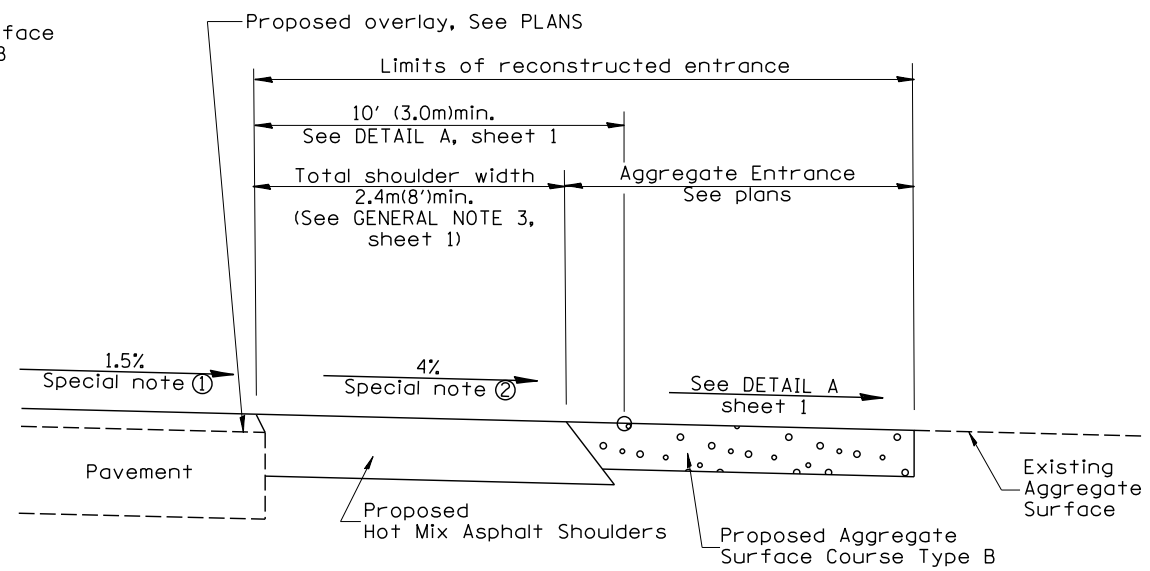 face
B
Proposed overlay, See PLANS
Limits of reconstructed entrance
10' (3.0m)min.
See DETAIL A, sheet 1
Total shoulder width
2.4m(8')min.
(See GENERAL NOTE 3,
sheet 1)
Aggregate Entrance
See plans
1.5%
Special note 1
4%
Special note 2
See DETAIL A
sheet 1
Pavement
Proposed
Hot Mix Asphalt Shoulders
Proposed Aggregate
Surface Course Type B
Existing
Aggregate
Surface